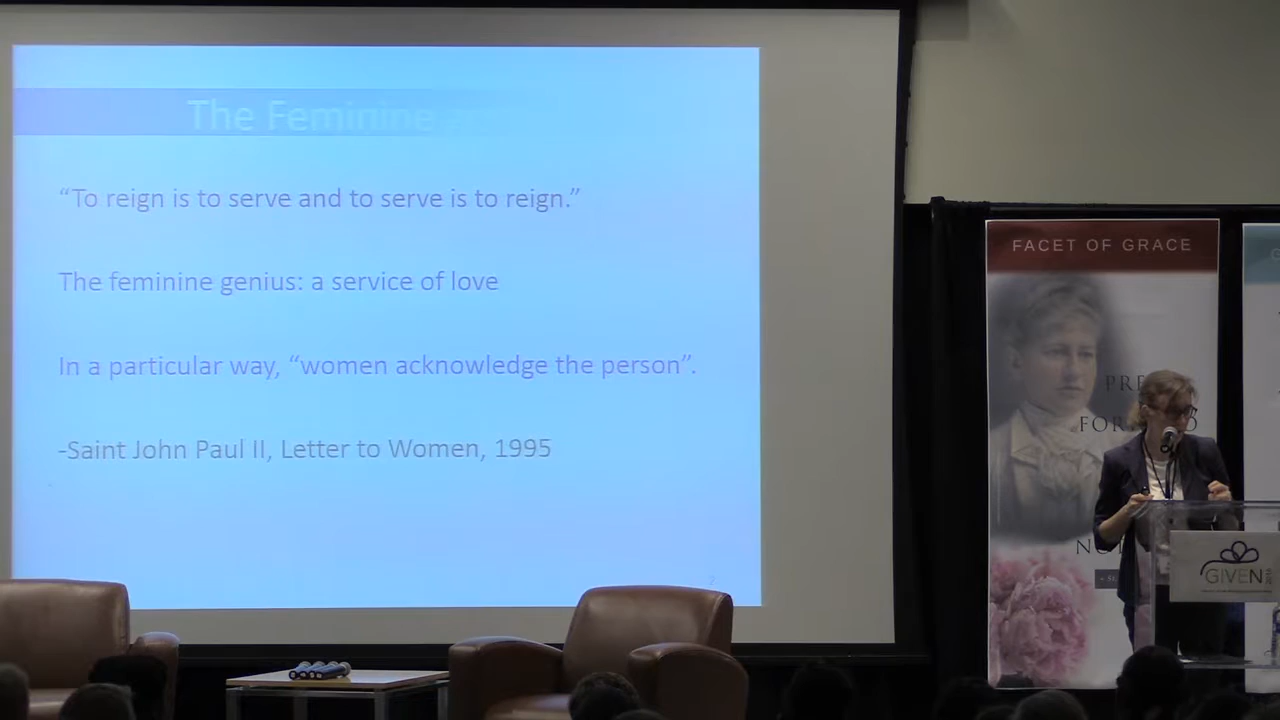 The Feminine
“To reign is to serve and to serve is to reign.”
The feminine genius: a service of love
In a particular way, “women acknowledge the person”.
-Saint John Paul II, Letter to Women, 1995
2
FACET OF GRACE
GIVEN